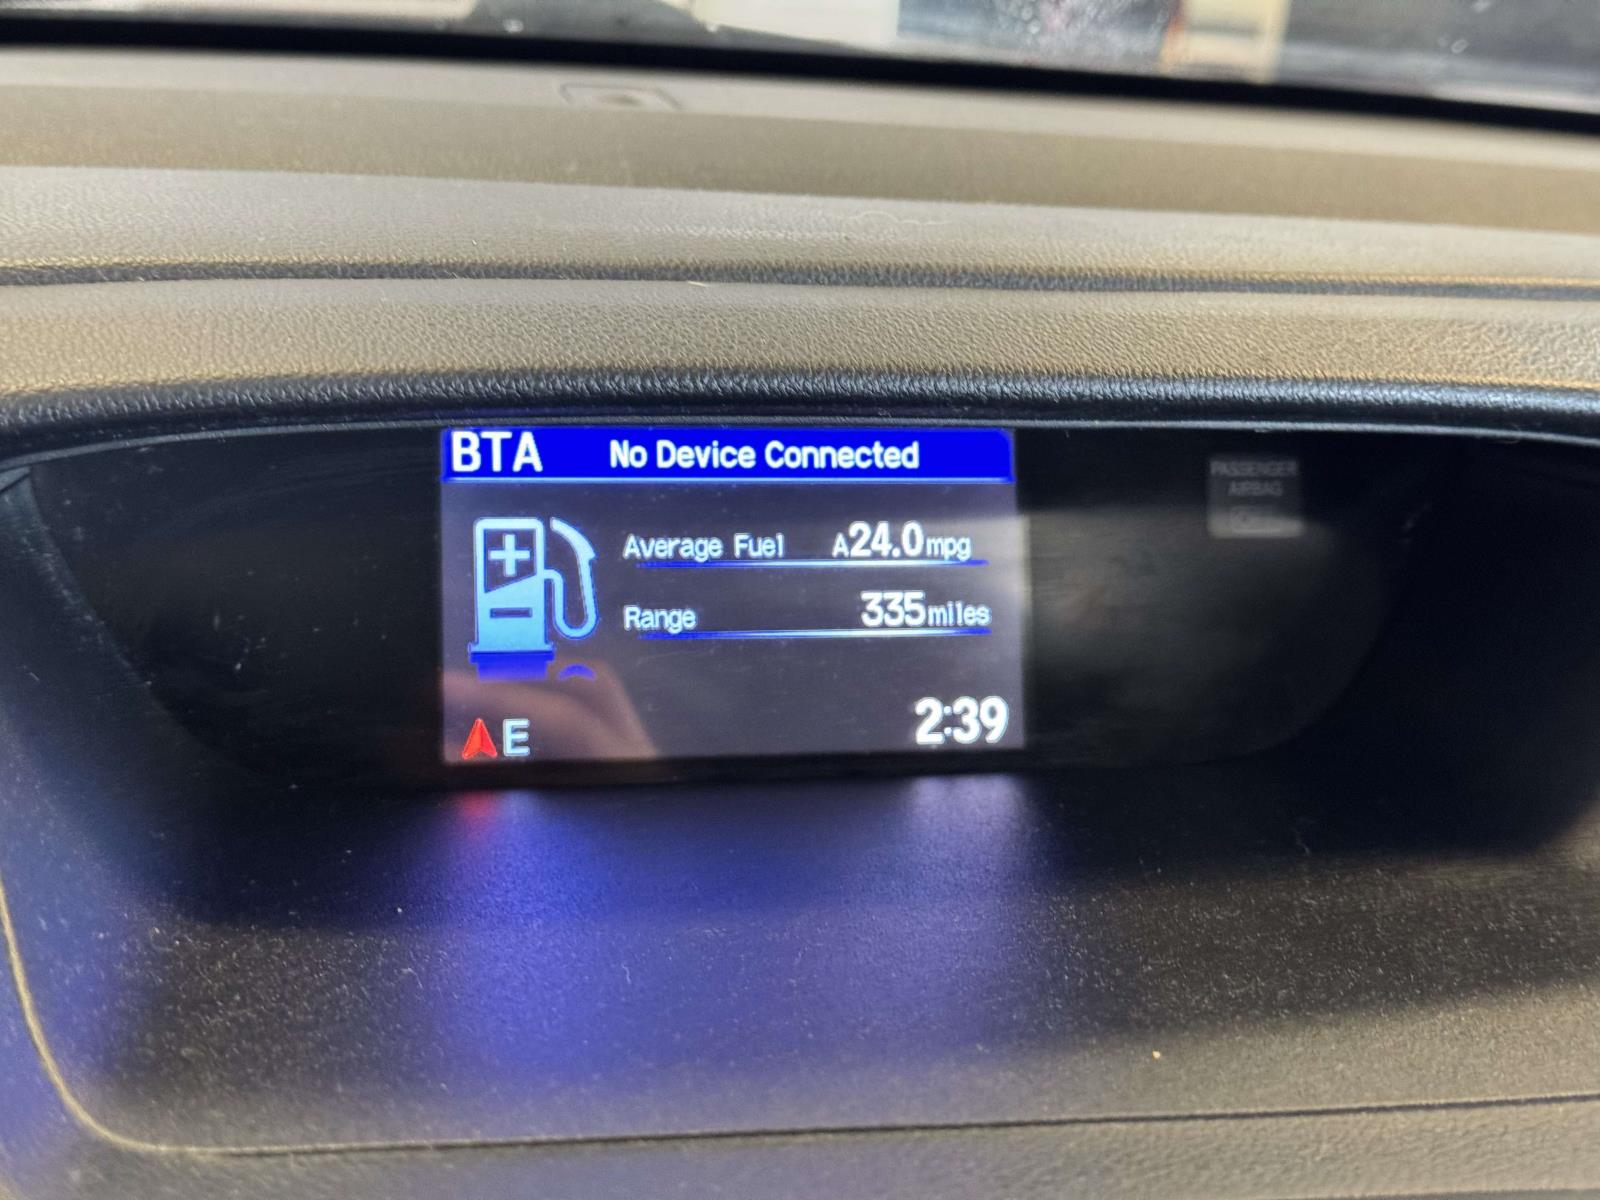 BTA No Device Connected
Average Fuel A24.0mpg
Range 335miles
E 2:39
PASSENGER
AIRBAG